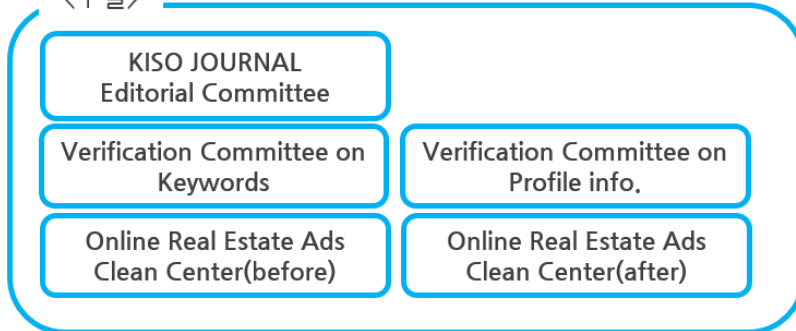 KISO JOURNAL
Editorial Committee
Verification Committee on
Keywords
Verification Committee on
Profile info.
Online Real Estate Ads
Clean Center(before)
Online Real Estate Ads
Clean Center(after)